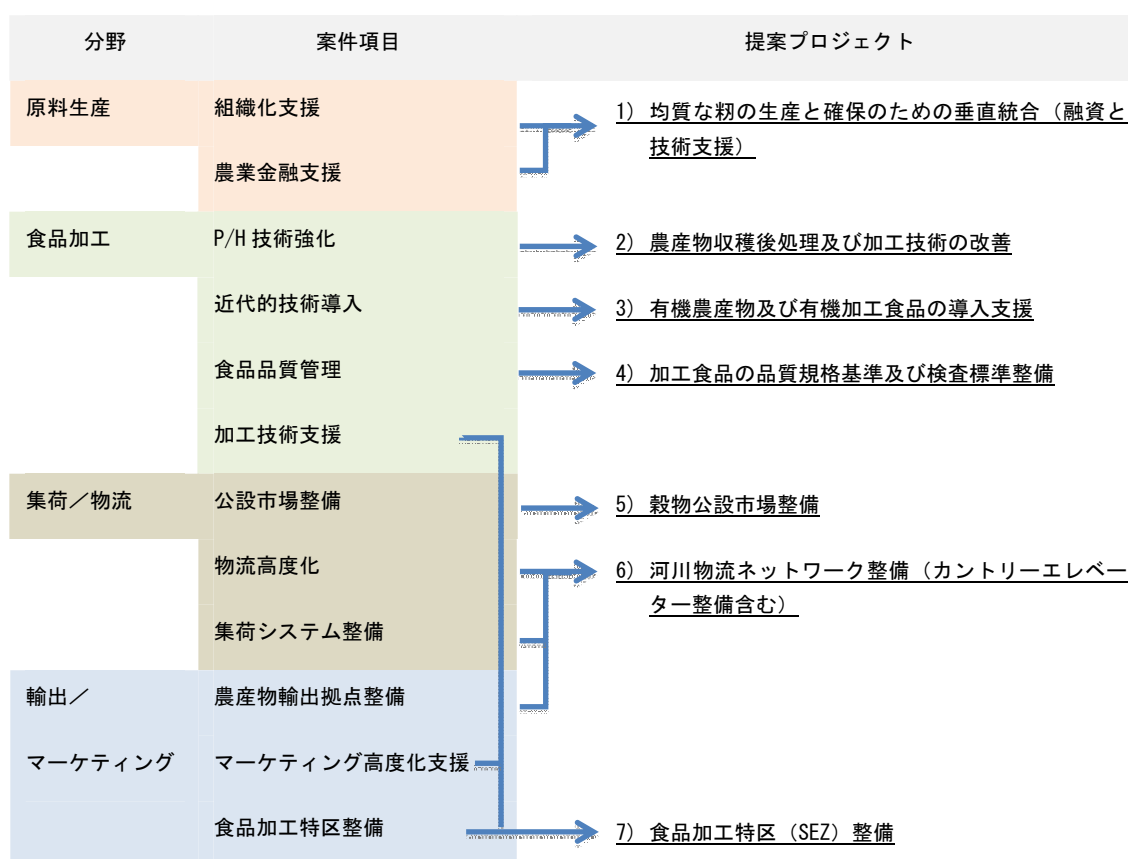 分野 案件項目 提案プロジェクト
原料生産 組織化支援 1) 均質な籾の生産と確保のための垂直統合（融資と
技術支援）
農業金融支援
食品加工 P/H 技術強化 2) 農産物収穫後処理及び加工技術の改善
近代的技術導入 3) 有機農産物及び有機加工食品の導入支援
食品品質管理 4) 加工食品の品質規格基準及び検査標準整備
加工技術支援
集荷／物流 公設市場整備 5) 穀物公設市場整備
物流高度化 6) 河川物流ネットワーク整備（カントリーエレベー
ター整備含む）
集荷システム整備
輸出／ 農産物輸出拠点整備
マーケティング マーケティング高度化支援
食品加工特区整備 7) 食品加工特区（SEZ）整備